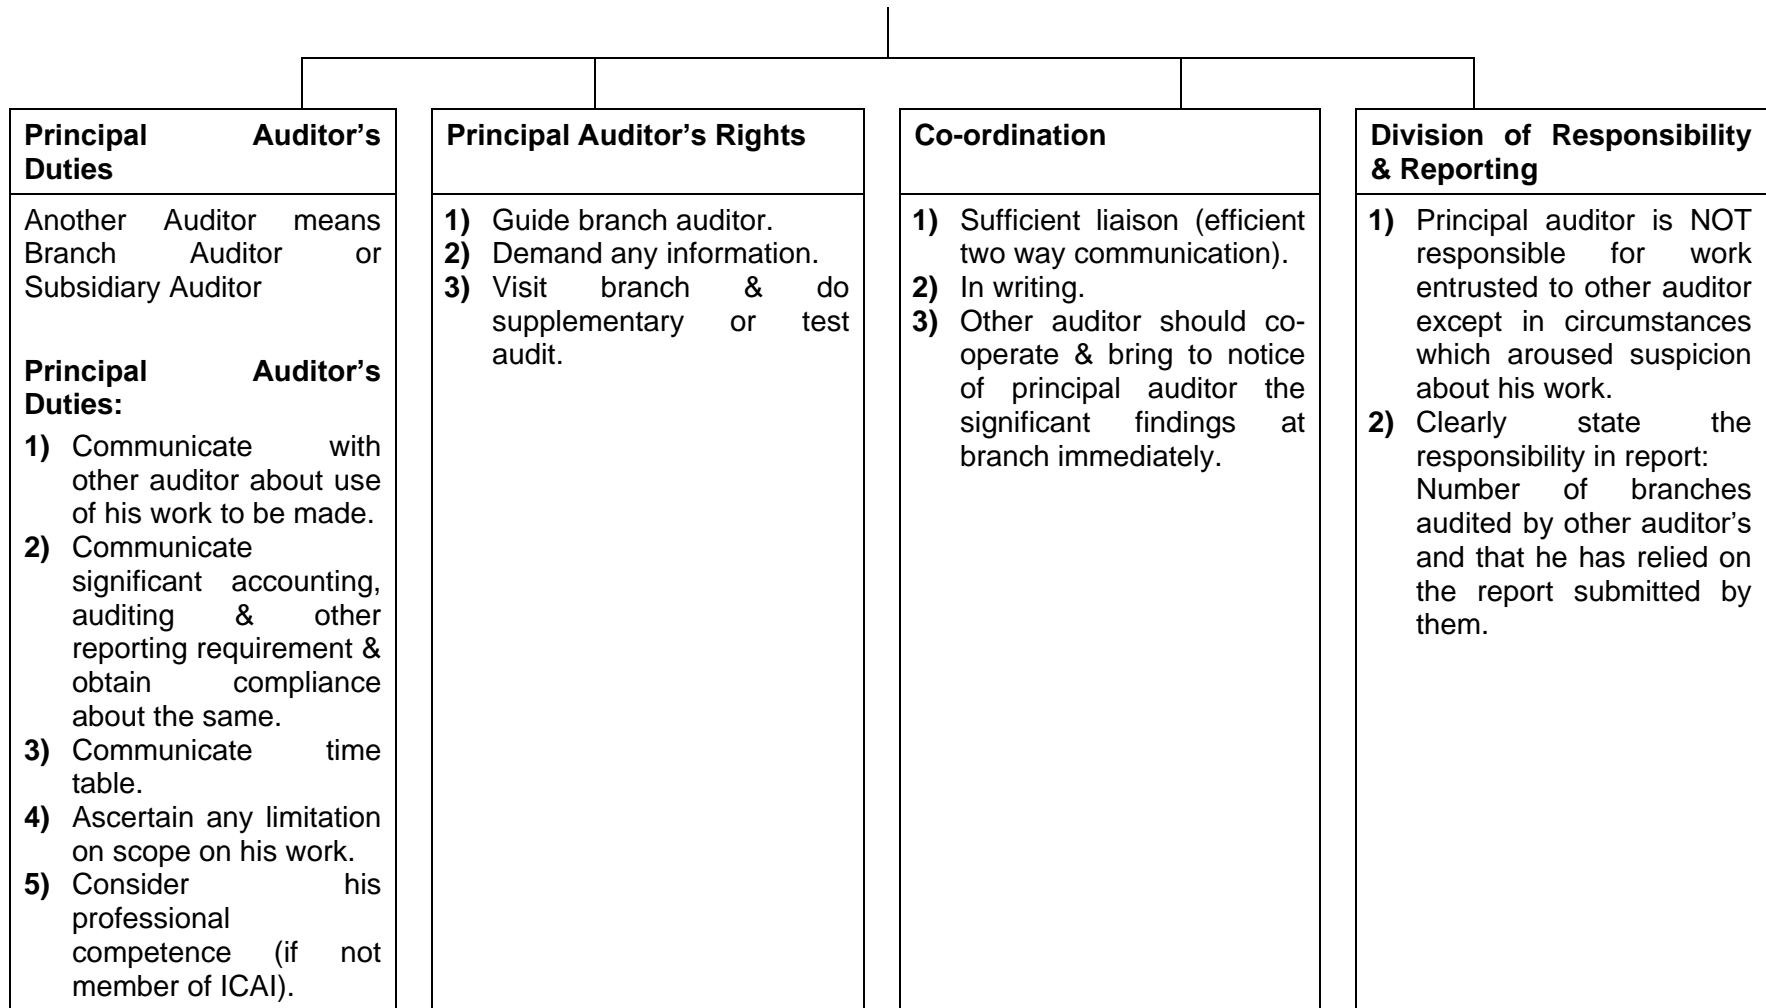 Principal Auditor’s
Duties
Another Auditor means
Branch Auditor or
Subsidiary Auditor
Principal Auditor’s
Duties:
1) Communicate with
other auditor about use
of his work to be made.
2) Communicate
significant accounting,
auditing & other
reporting requirement &
obtain compliance
about the same.
3) Communicate time
table.
4) Ascertain any limitation
on scope on his work.
5) Consider his
professional
competence (if not
member of ICAI).
Principal Auditor’s Rights
1) Guide branch auditor.
2) Demand any information.
3) Visit branch & do
supplementary or test
audit.
Co-ordination
1) Sufficient liaison (efficient
two way communication).
2) In writing.
3) Other auditor should co-
operate & bring to notice
of principal auditor the
significant findings at
branch immediately.
Division of Responsibility
& Reporting
1) Principal auditor is NOT
responsible for work
entrusted to other auditor
except in circumstances
which aroused suspicion
about his work.
2) Clearly state the
responsibility in report:
Number of branches
audited by other auditor’s
and that he has relied on
the report submitted by
them.